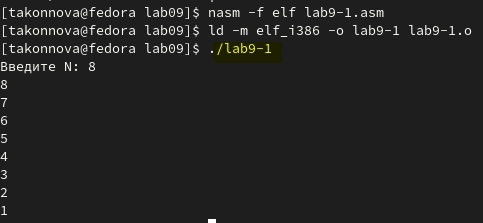 [takonnova@fedora lab09]$ nasm -f elf lab9-1.asm
[takonnova@fedora lab09]$ ld -m elf_i386 -o lab9-1 lab9-1.o
[takonnova@fedora lab09]$ ./lab9-1
Введите N: 8
8
7
6
5
4
3
2
1